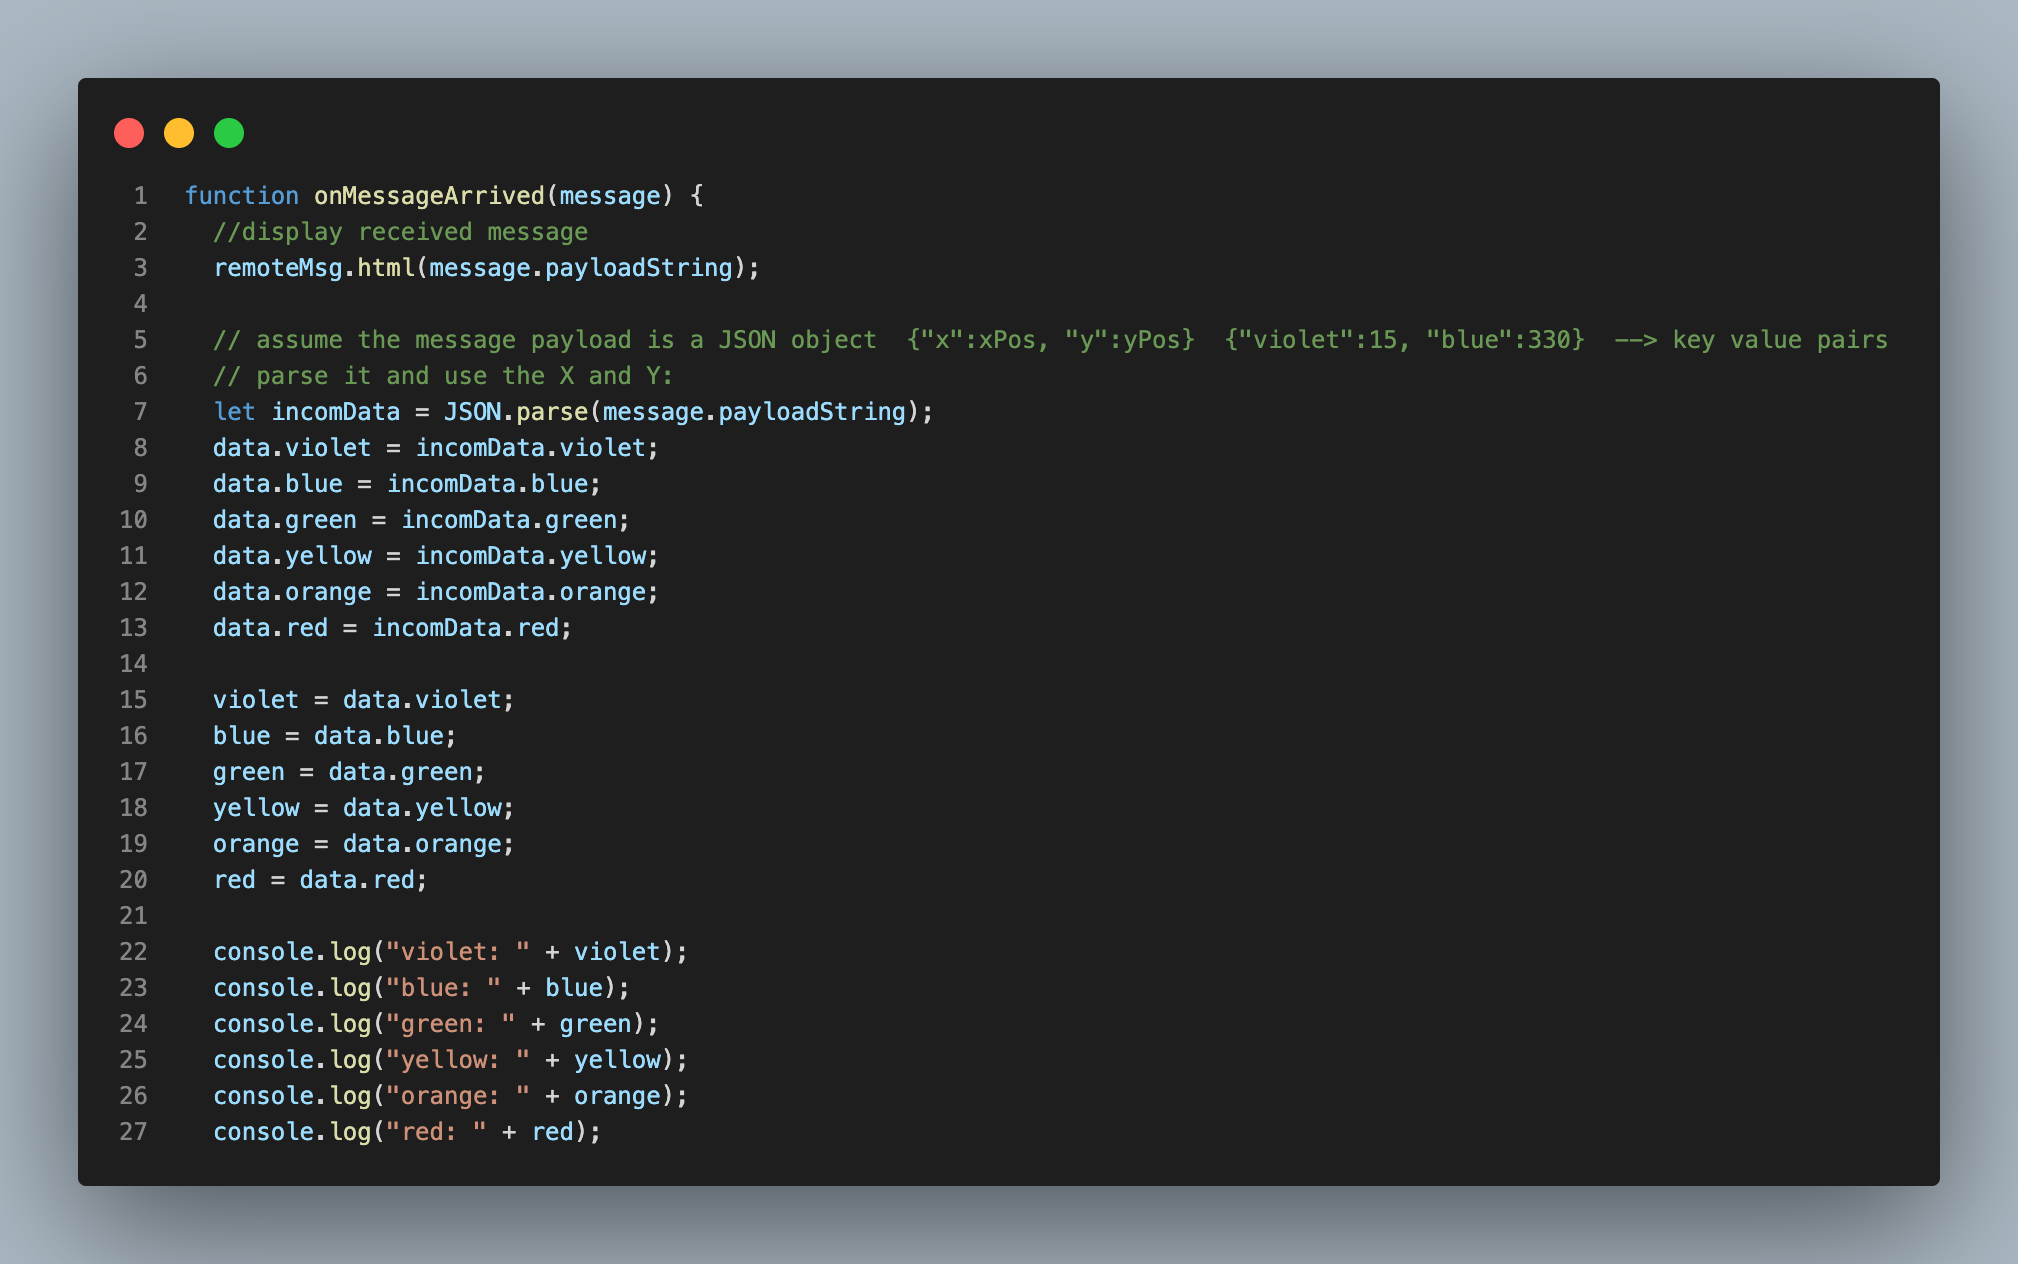 1 function onMessageArrived(message) {
2   //display received message
3   remoteMsg.html(message.payloadString);
4
5   // assume the message payload is a JSON object  {"x":xPos, "y":yPos}  {"violet":15, "blue":330}  --> key value pairs
6   // parse it and use the X and Y:
7   let incomData = JSON.parse(message.payloadString);
8   data.violet = incomData.violet;
9   data.blue = incomData.blue;
10   data.green = incomData.green;
11   data.yellow = incomData.yellow;
12   data.orange = incomData.orange;
13   data.red = incomData.red;
14
15   violet = data.violet;
16   blue = data.blue;
17   green = data.green;
18   yellow = data.yellow;
19   orange = data.orange;
20   red = data.red;
21
22   console.log("violet: " + violet);
23   console.log("blue: " + blue);
24   console.log("green: " + green);
25   console.log("yellow: " + yellow);
26   console.log("orange: " + orange);
27   console.log("red: " + red);